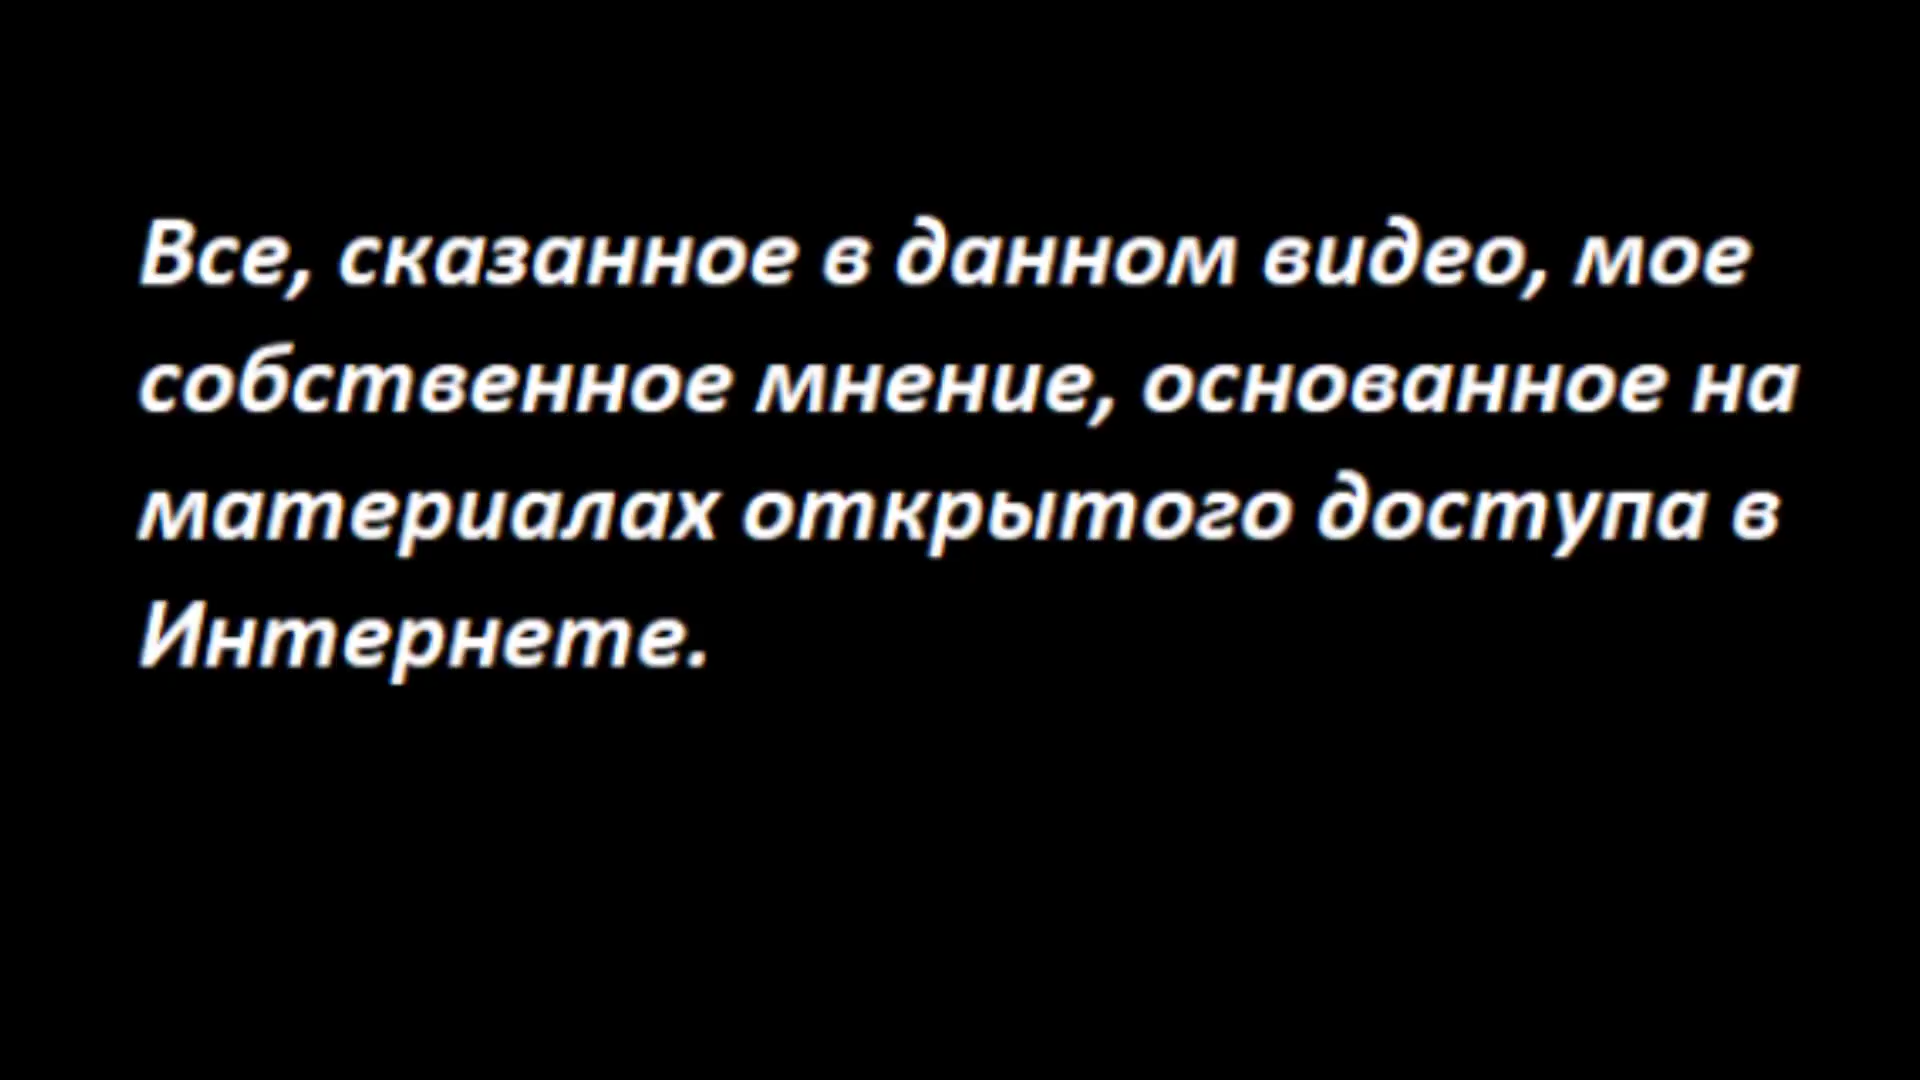 Все, сказанное в данном видео, мое
собственное мнение, основанное на
материалах открытого доступа в
Интернете.